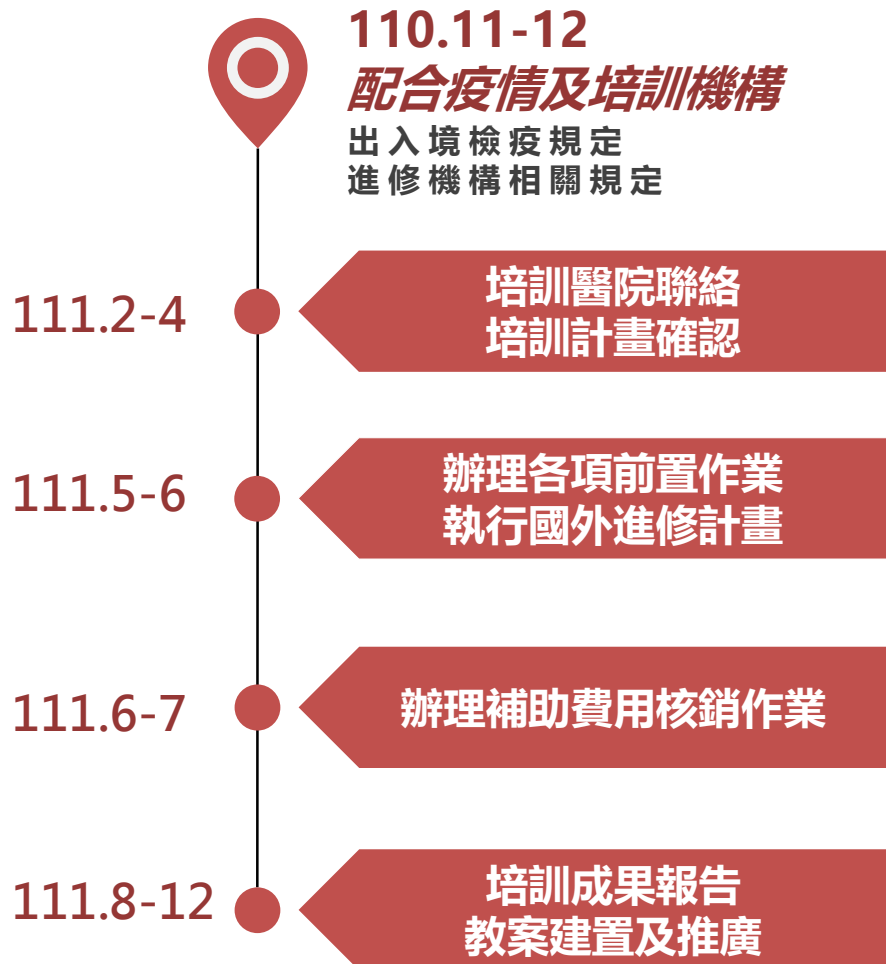 110.11-12
配合疫情及培訓機構
出入境檢疫規定
進修機構相關規定
111.2-4
培訓醫院聯絡
培訓計畫確認
111.5-6
辦理各項前置作業
執行國外進修計畫
111.6-7
辦理補助費用核銷作業
111.8-12
培訓成果報告
教案建置及推廣